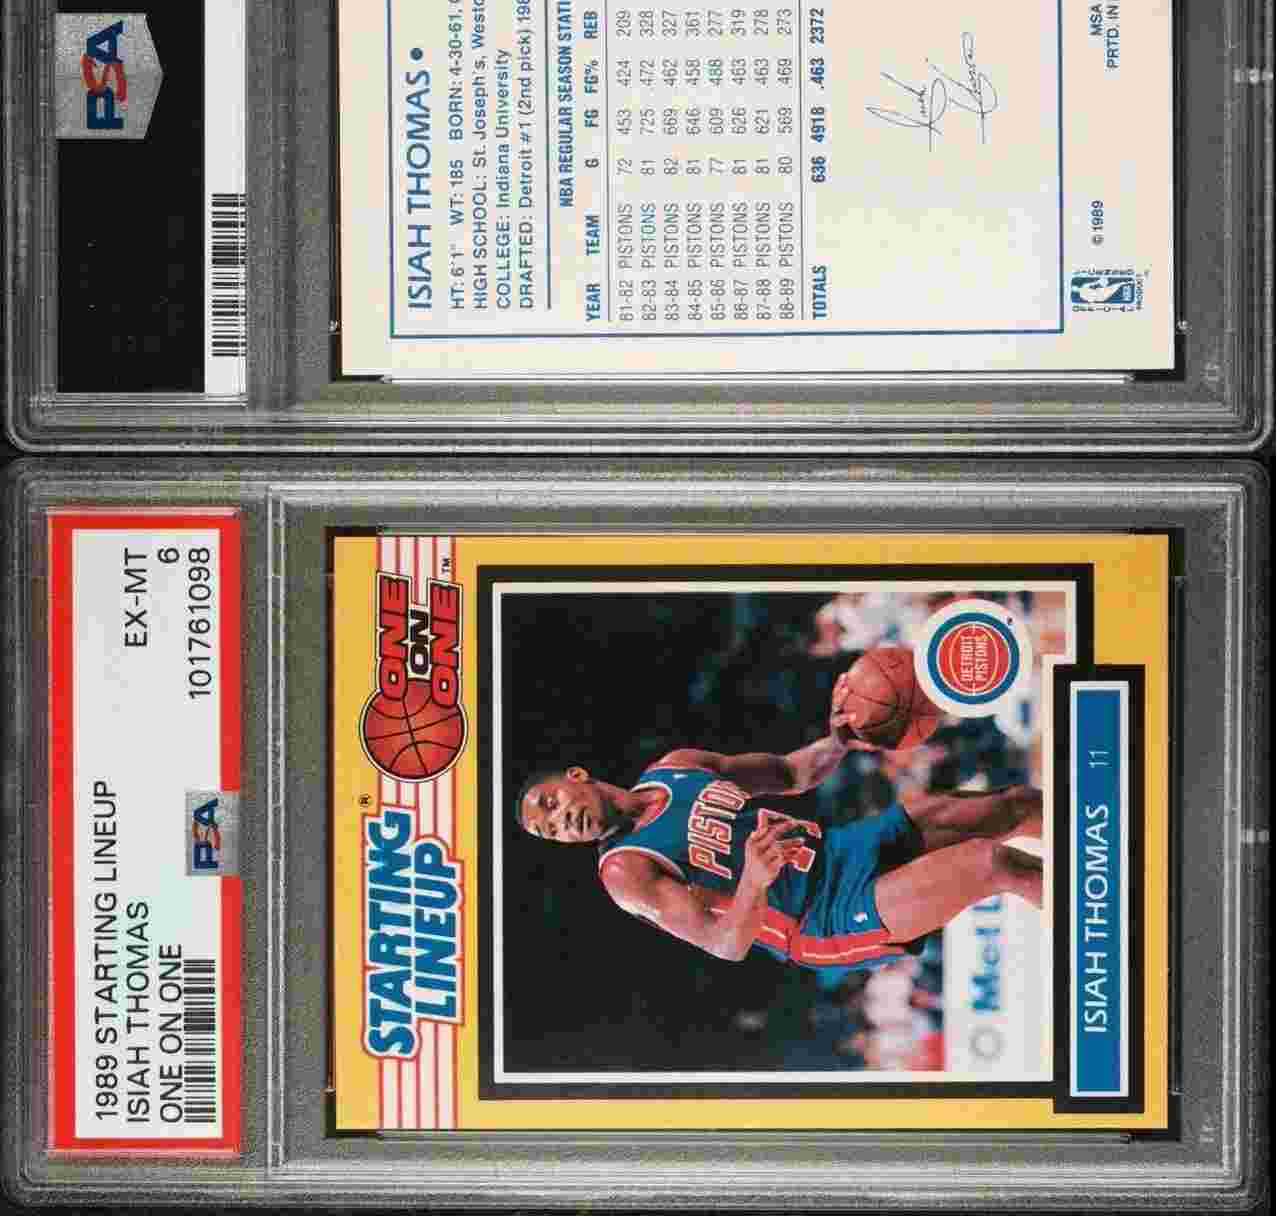 PSA
ISIAH THOMAS •
HT: 6'1" WT: 185 BORN: 4-30-61,
HIGH SCHOOL: St. Joseph's,
COLLEGE: Indiana University
DRAFTED: Detroit #1 (2nd pick)
NBA REGULAR SEASON
YEAR TEAM G FG FG% REB
81-82 PISTONS 72 453 424 209
82-83 PISTONS 81 725 472 328
83-84 PISTONS 82 669 462 327
84-85 PISTONS 81 646 458 361
85-86 PISTONS 77 609 488 277
86-87 PISTONS 81 626 463 319
87-88 PISTONS 81 621 463 278
88-89 PISTONS 80 569 .469 273
TOTALS 636 4918 .463 2372
© 1989 MSA
PRTD. IN
NBA
1989 STARTING LINEUP EX-MT
ISIAH THOMAS 6
ONE ON ONE 101761098
PSA
STARTING LINEUP®
ONE ON ONE™
PISTONS
11
DETROIT PISTONS
Met L
ISIAH THOMAS 11